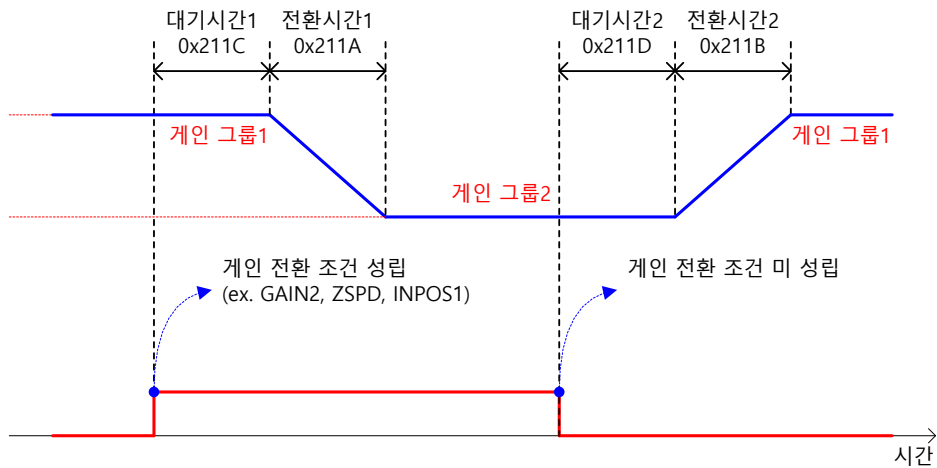 대기시간1
0x211C
전환시간1
0x211A
대기시간2
0x211D
전환시간2
0x211B
게인 그룹1
게인 그룹2
게인 그룹1
게인 전환 조건 성립
(ex. GAIN2, ZSPD, INPOS1)
게인 전환 조건 미 성립
시간